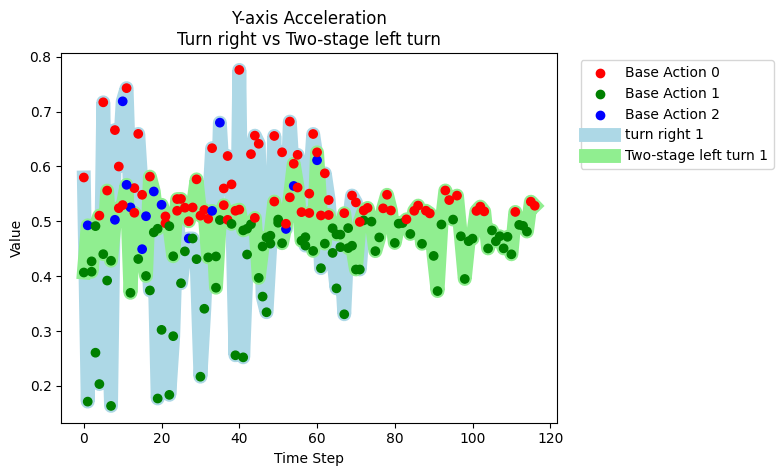 Y-axis Acceleration
Turn right vs Two-stage left turn
0.8
0.7
0.6
0.5
0.4
0.3
0.2
Value
0 20 40 60 80 100 120
Time Step
Base Action 0
Base Action 1
Base Action 2
turn right 1
Two-stage left turn 1